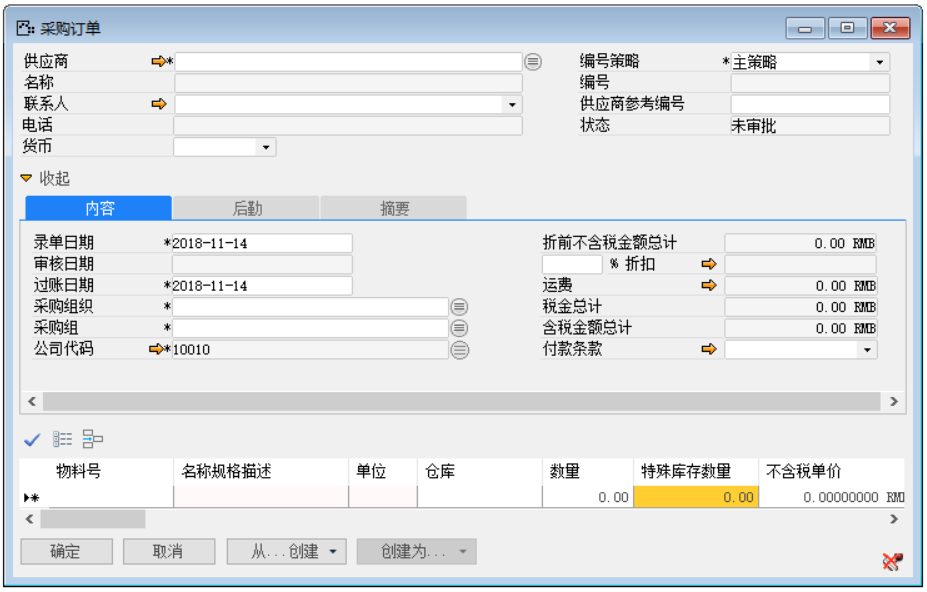 采购订单
供应商 * 编号策略 *主策略
名称 编号
联系人 供应商参考编号
电话 状态 未审批
货币
收起
内容 后勤 摘要
录单日期 *2018-11-14 折前不含税金额总计 0.00 RMB
审核日期 % 折扣
过账日期 *2018-11-14 运费 0.00 RMB
采购组织 * 税金总计 0.00 RMB
采购组 * 含税金额总计 0.00 RMB
公司代码 *10010 付款条款
物料号 名称规格描述 单位 仓库 数量 特殊库存数量 不含税单价
* 0.00 0.00 0.00000000 RM
确定 取消 从...创建 创建为...